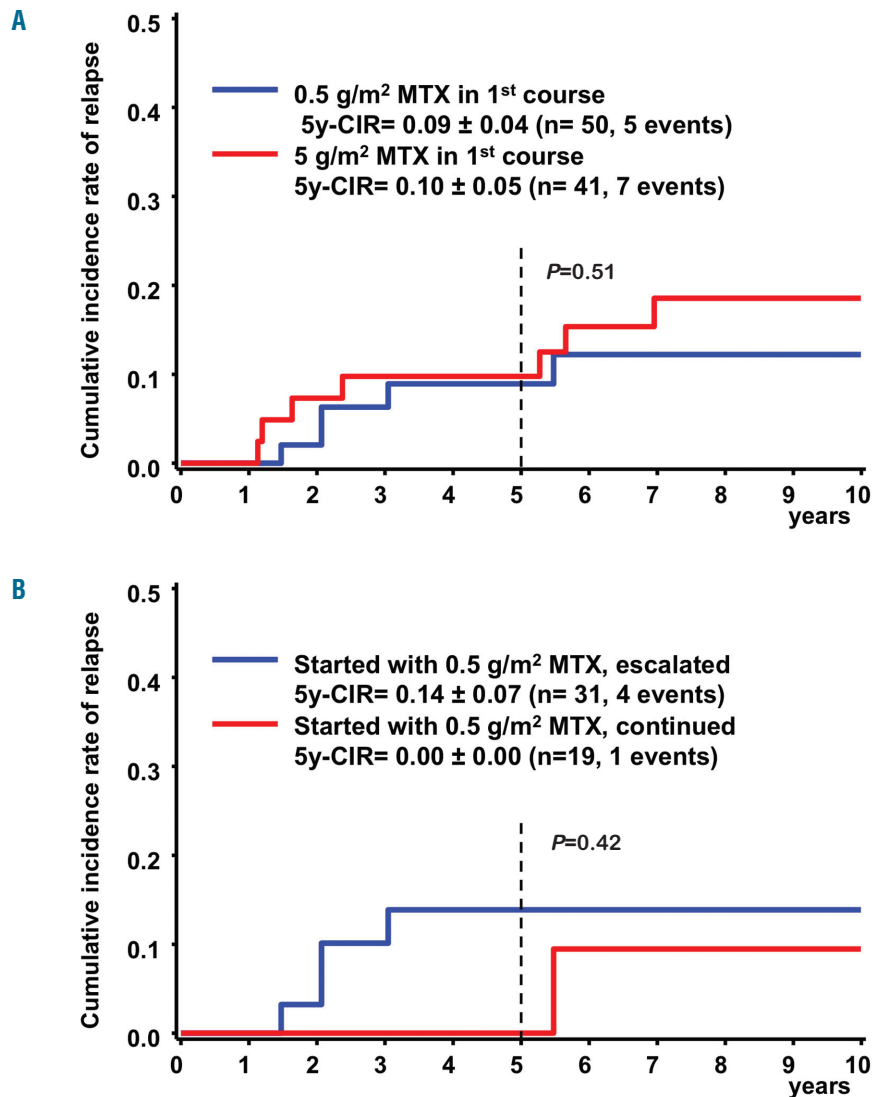 A
0.5
0.4
0.3
0.2
0.1
0.0
Cumulative incidence rate of relapse
0.5 g/m² MTX in 1ˢᵗ course
5y-CIR= 0.09 ± 0.04 (n= 50, 5 events)
5 g/m² MTX in 1ˢᵗ course
5y-CIR= 0.10 ± 0.05 (n= 41, 7 events)
P=0.51
0 1 2 3 4 5 6 7 8 9 10
years
B
0.5
0.4
0.3
0.2
0.1
0.0
Cumulative incidence rate of relapse
Started with 0.5 g/m² MTX, escalated
5y-CIR= 0.14 ± 0.07 (n= 31, 4 events)
Started with 0.5 g/m² MTX, continued
5y-CIR= 0.00 ± 0.00 (n=19, 1 events)
P=0.42
0 1 2 3 4 5 6 7 8 9 10
years